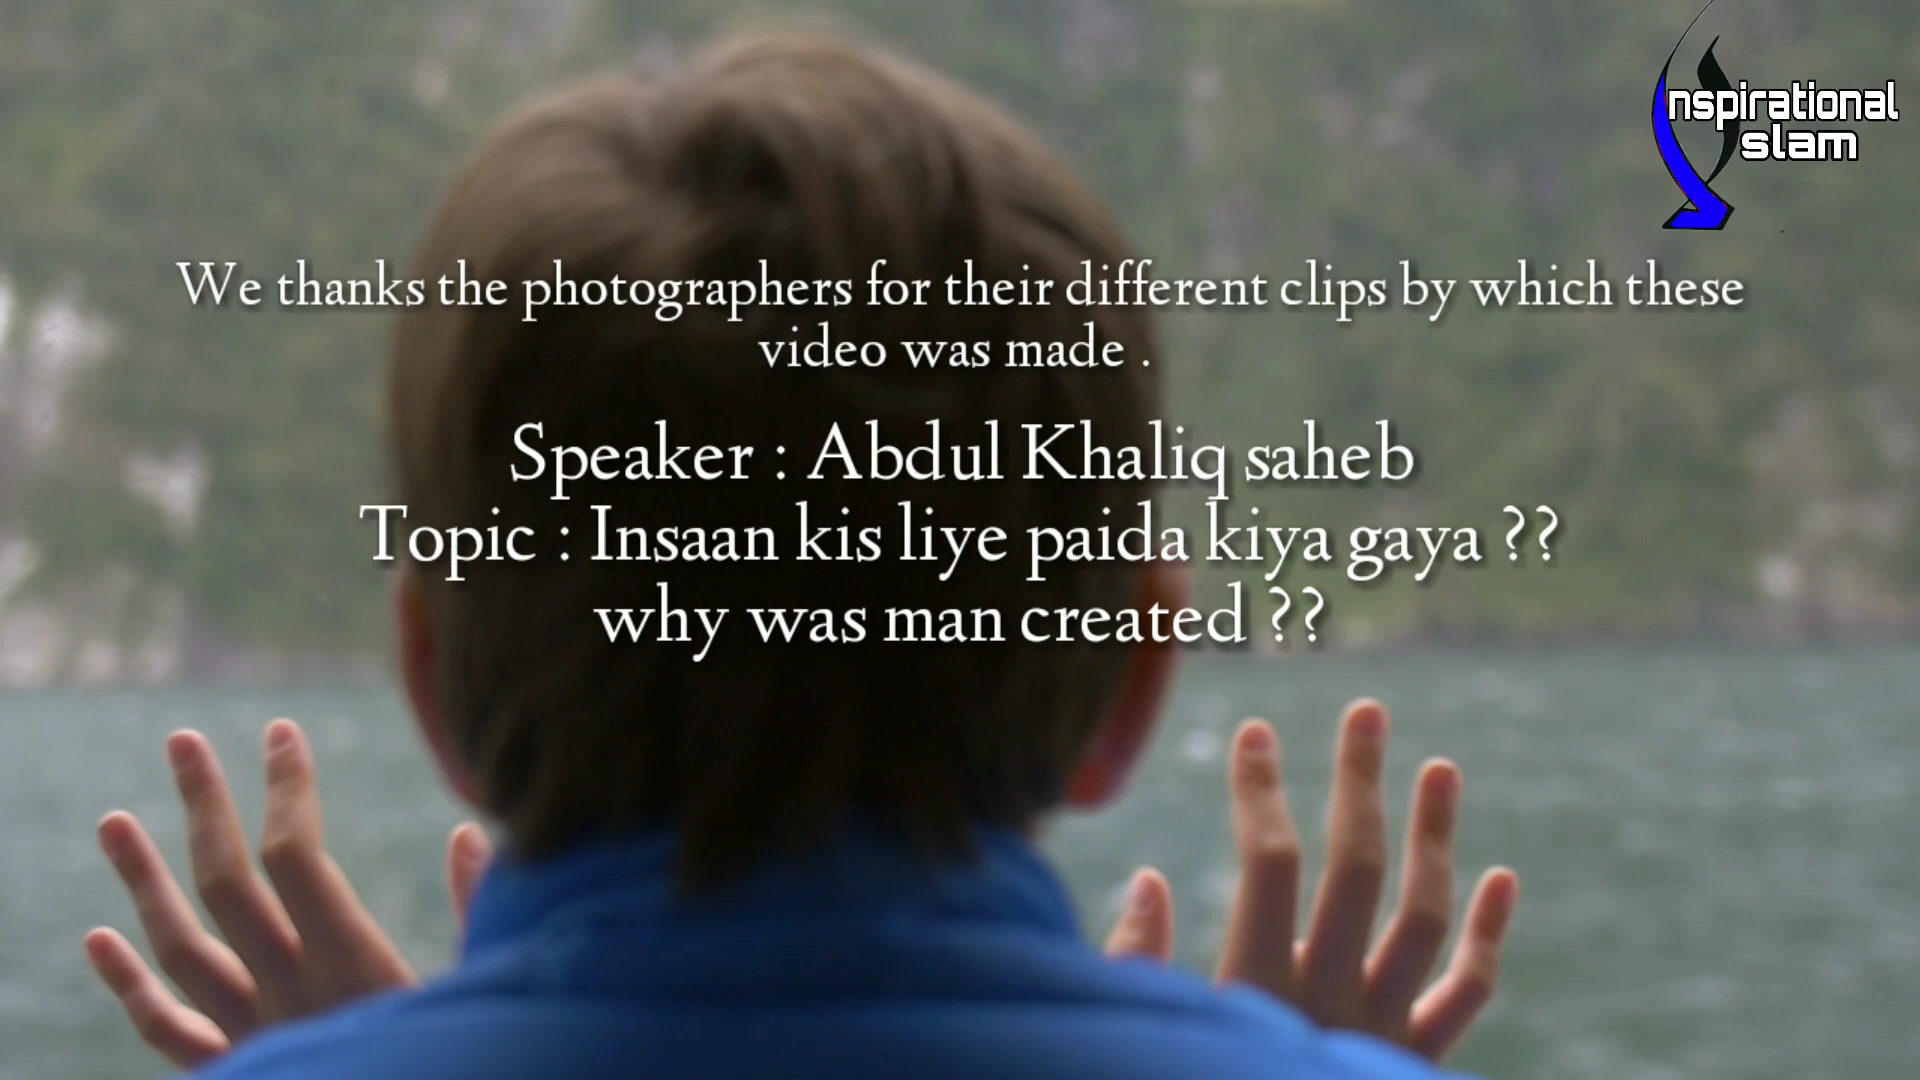 nspirational
slam
We thanks the photographers for their different clips by which these
video was made .
Speaker : Abdul Khaliq saheb
Topic : Insaan kis liye paida kiya gaya ??
why was man created ??